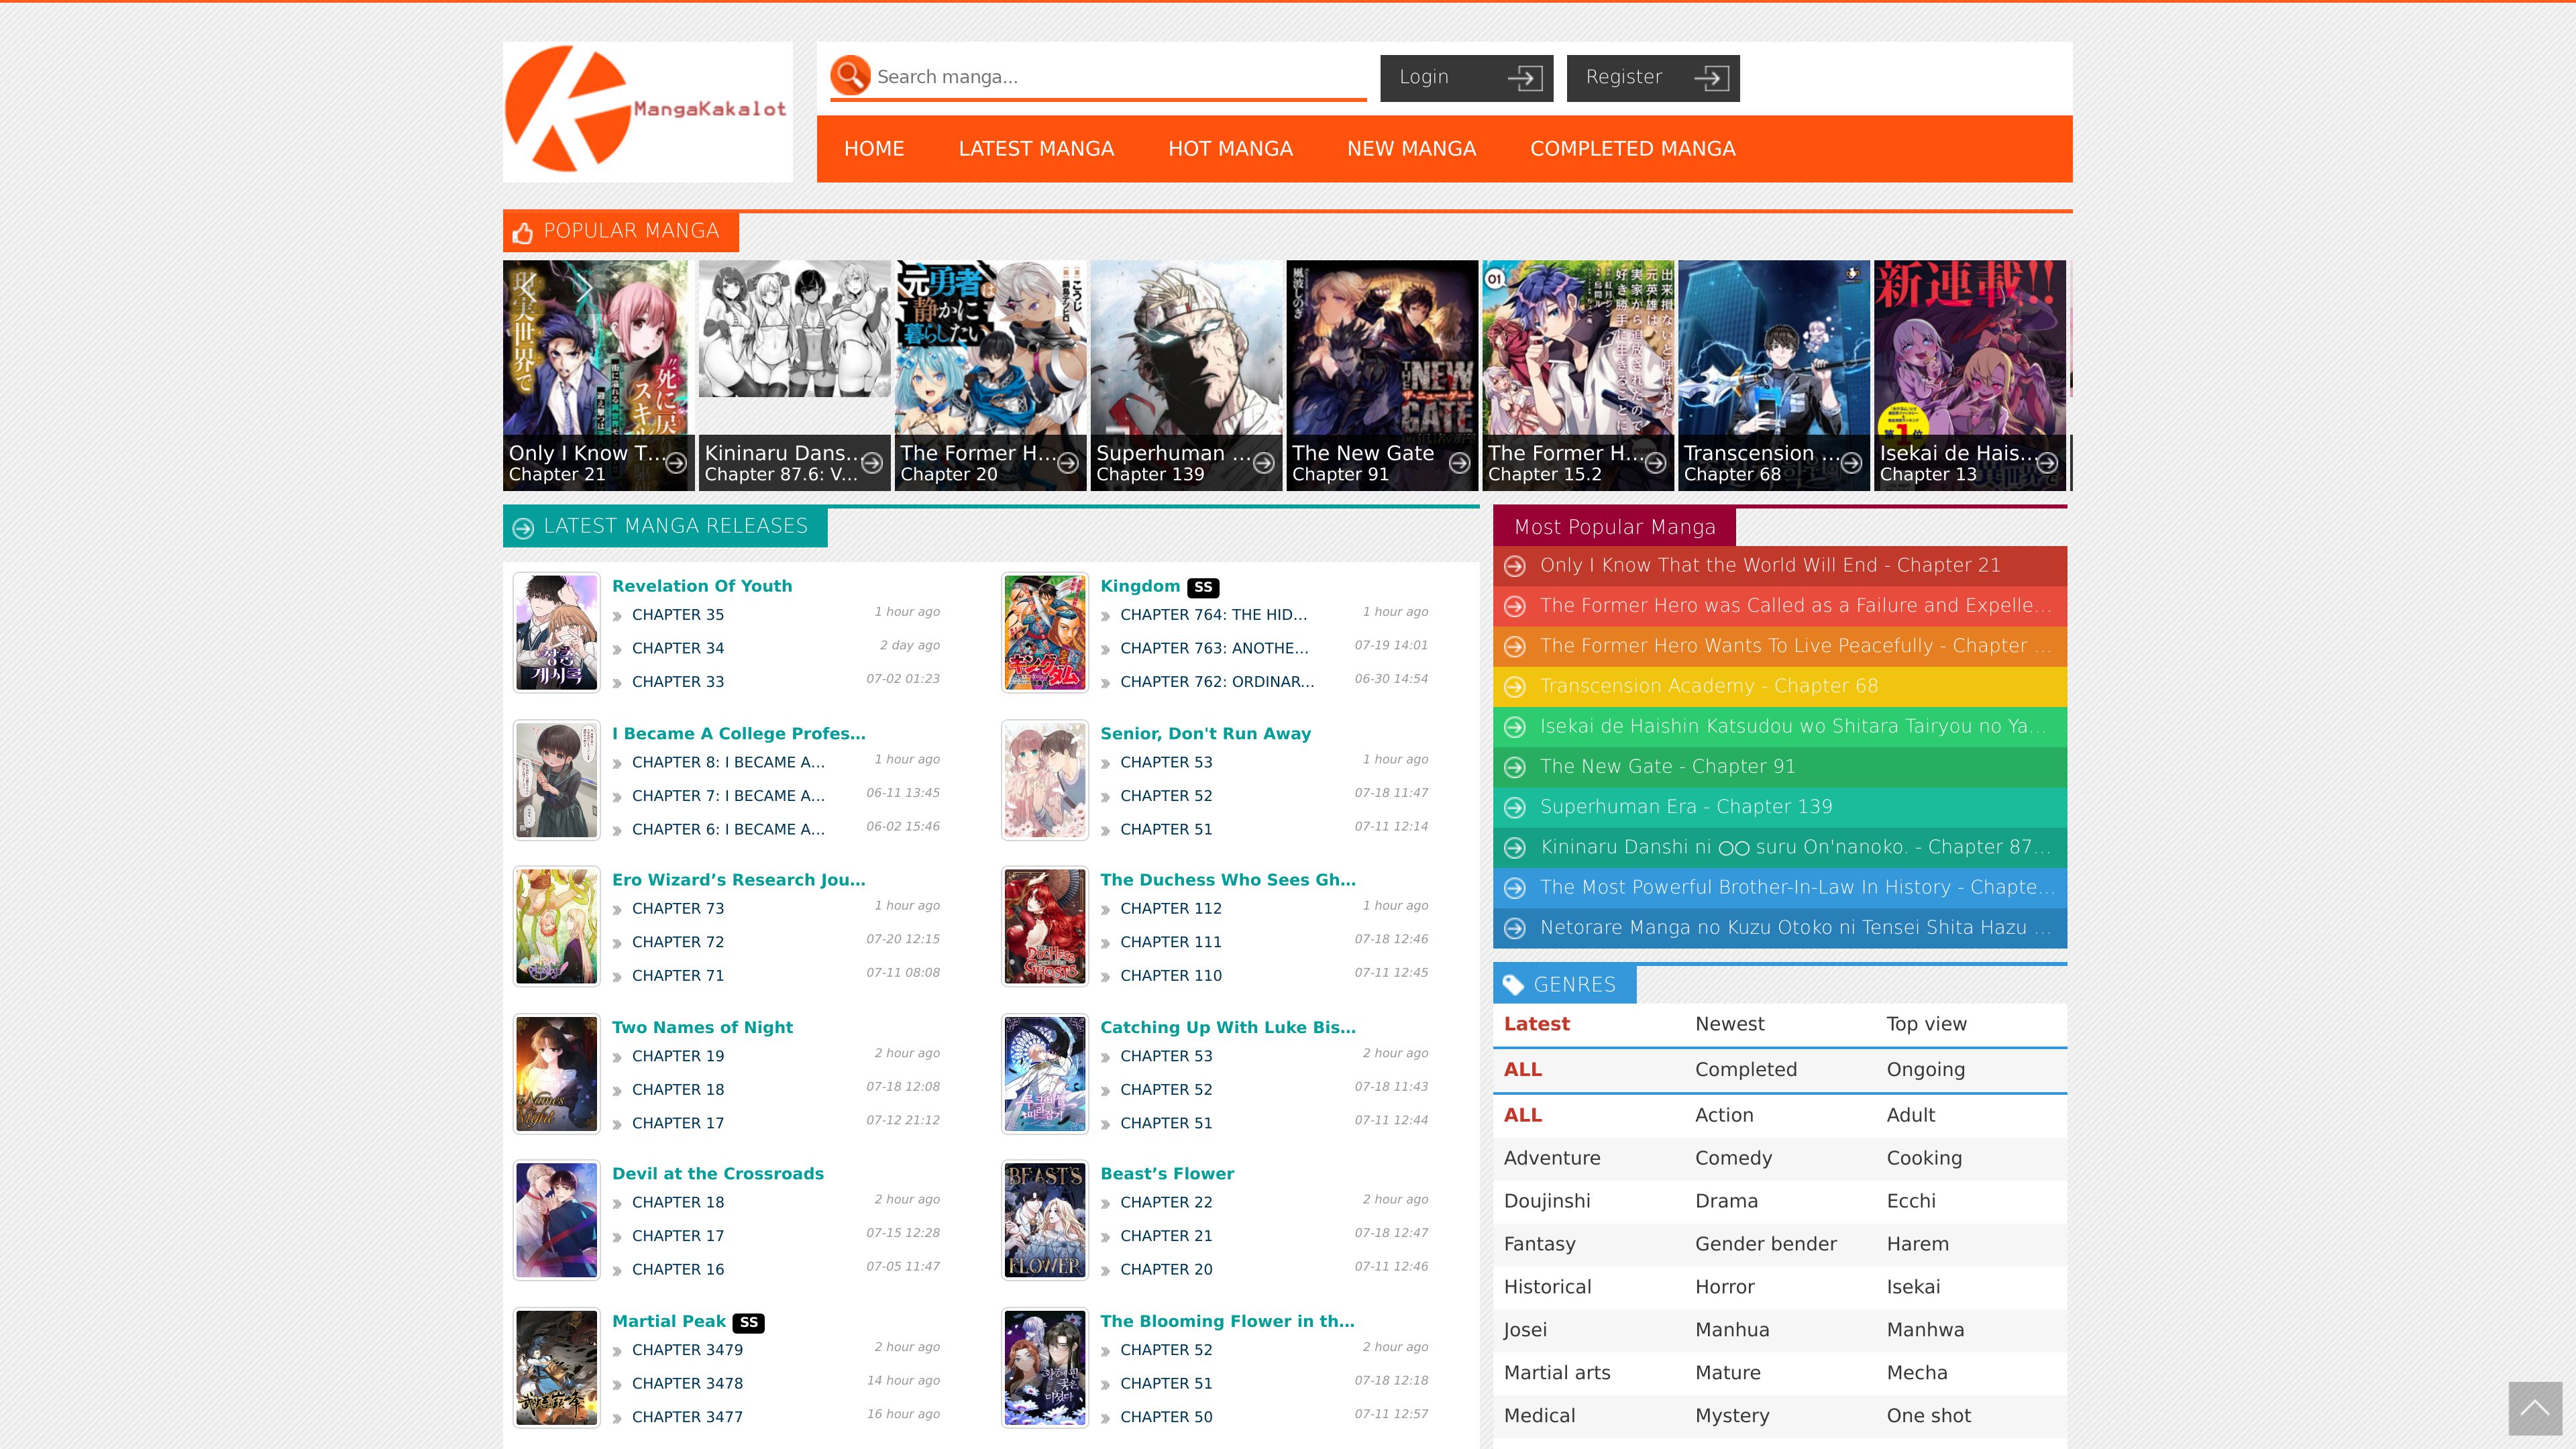 MangaKakalot
Search manga...
Login
Register
HOME
LATEST MANGA
HOT MANGA
NEW MANGA
COMPLETED MANGA
POPULAR MANGA
Only I Know T...
Chapter 21
Kininaru Dans...
Chapter 87.6: V...
The Former H...
Chapter 20
Superhuman ...
Chapter 139
The New Gate
Chapter 91
The Former H...
Chapter 15.2
Transcension ...
Chapter 68
新連載!!
Isekai de Hais...
Chapter 13
LATEST MANGA RELEASES
Revelation Of Youth
CHAPTER 35 1 hour ago
CHAPTER 34 2 day ago
CHAPTER 33 07-02 01:23
Kingdom SS
CHAPTER 764: THE HID... 1 hour ago
CHAPTER 763: ANOTHE... 07-19 14:01
CHAPTER 762: ORDINAR... 06-30 14:54
I Became A College Profes...
CHAPTER 8: I BECAME A... 1 hour ago
CHAPTER 7: I BECAME A... 06-11 13:45
CHAPTER 6: I BECAME A... 06-02 15:46
Senior, Don't Run Away
CHAPTER 53 1 hour ago
CHAPTER 52 07-18 11:47
CHAPTER 51 07-11 12:14
Ero Wizard’s Research Jou...
CHAPTER 73 1 hour ago
CHAPTER 72 07-20 12:15
CHAPTER 71 07-11 08:08
The Duchess Who Sees Gh...
CHAPTER 112 1 hour ago
CHAPTER 111 07-18 12:46
CHAPTER 110 07-11 12:45
Two Names of Night
CHAPTER 19 2 hour ago
CHAPTER 18 07-18 12:08
CHAPTER 17 07-12 21:12
Catching Up With Luke Bis...
CHAPTER 53 2 hour ago
CHAPTER 52 07-18 11:43
CHAPTER 51 07-11 12:44
Devil at the Crossroads
CHAPTER 18 2 hour ago
CHAPTER 17 07-15 12:28
CHAPTER 16 07-05 11:47
Beast’s Flower
CHAPTER 22 2 hour ago
CHAPTER 21 07-18 12:47
CHAPTER 20 07-11 12:46
Martial Peak SS
CHAPTER 3479 2 hour ago
CHAPTER 3478 14 hour ago
CHAPTER 3477 16 hour ago
The Blooming Flower in th...
CHAPTER 52 2 hour ago
CHAPTER 51 07-18 12:18
CHAPTER 50 07-11 12:57
Most Popular Manga
Only I Know That the World Will End - Chapter 21
The Former Hero was Called as a Failure and Expelle...
The Former Hero Wants To Live Peacefully - Chapter ...
Transcension Academy - Chapter 68
Isekai de Haishin Katsudou wo Shitara Tairyou no Ya...
The New Gate - Chapter 91
Superhuman Era - Chapter 139
Kininaru Danshi ni ○○ suru On'nanoko. - Chapter 87...
The Most Powerful Brother-In-Law In History - Chapte...
Netorare Manga no Kuzu Otoko ni Tensei Shita Hazu ...
GENRES
Latest Newest Top view
ALL Completed Ongoing
ALL Action Adult
Adventure Comedy Cooking
Doujinshi Drama Ecchi
Fantasy Gender bender Harem
Historical Horror Isekai
Josei Manhua Manhwa
Martial arts Mature Mecha
Medical Mystery One shot